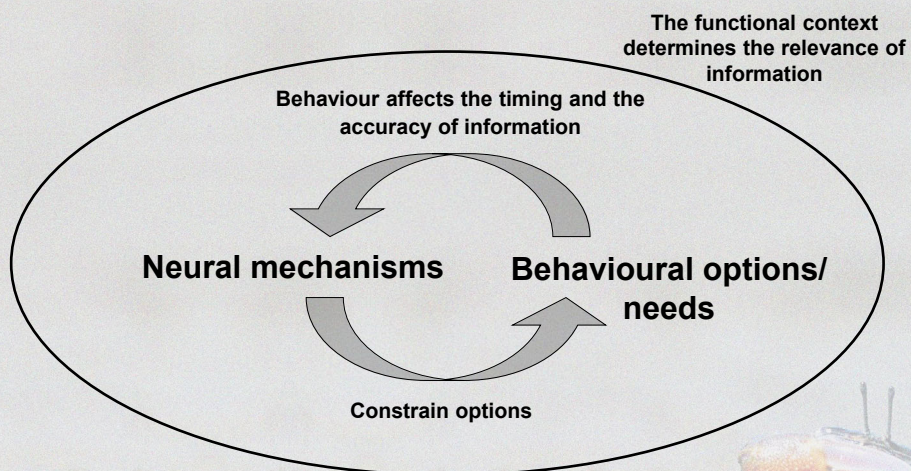 The functional context
determines the relevance of
information
Behaviour affects the timing and the
accuracy of information
Neural mechanisms
Behavioural options/
needs
Constrain options